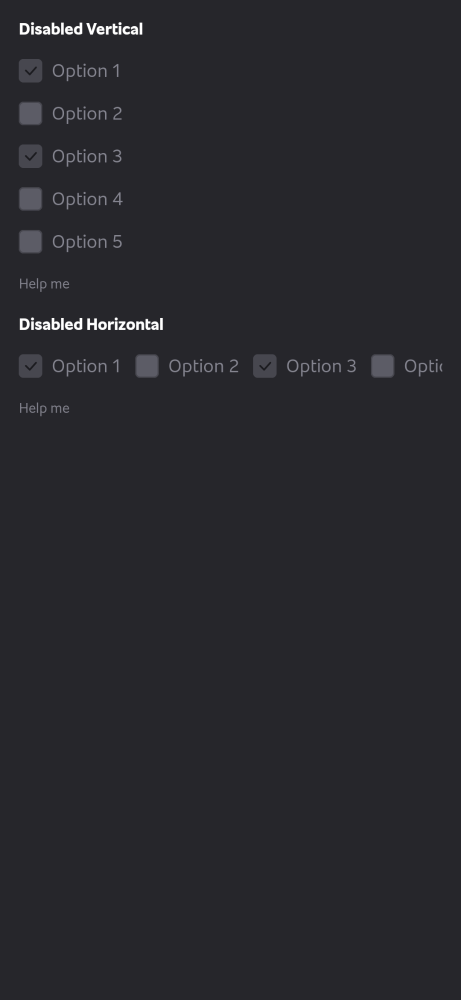 Disabled Vertical
Option 1
Option 2
Option 3
Option 4
Option 5
Help me
Disabled Horizontal
Option 1 Option 2 Option 3
Help me